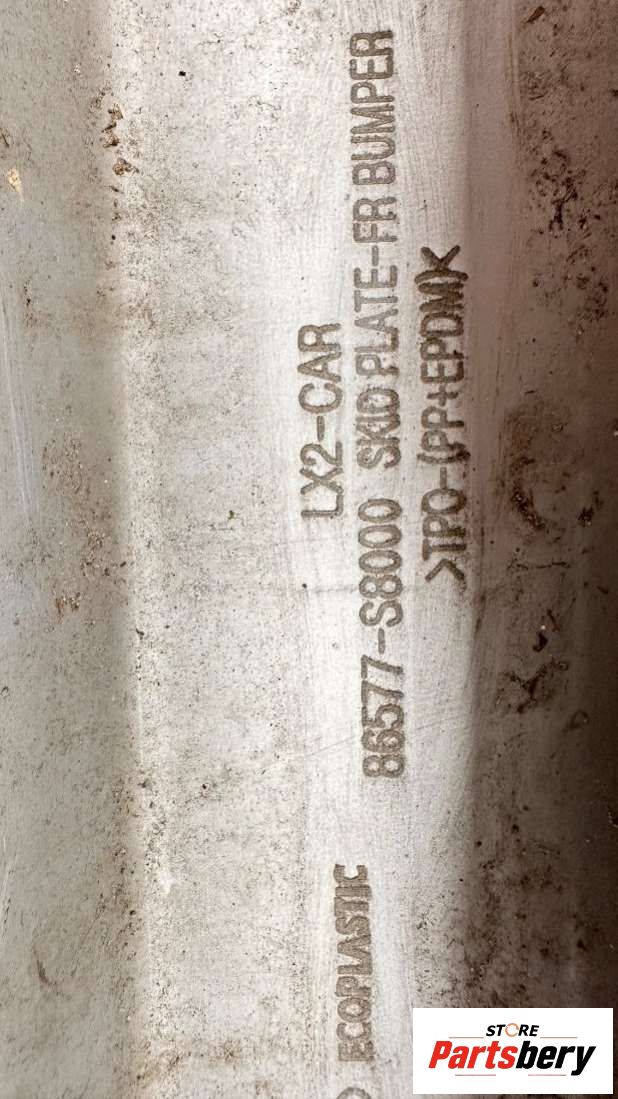 LX2-CAR
86577-S8000 SKID PLATE-FR BUMPER
>TPO-(PP+EPDM)<
ECOPLASTIC
STORE
Partsbery